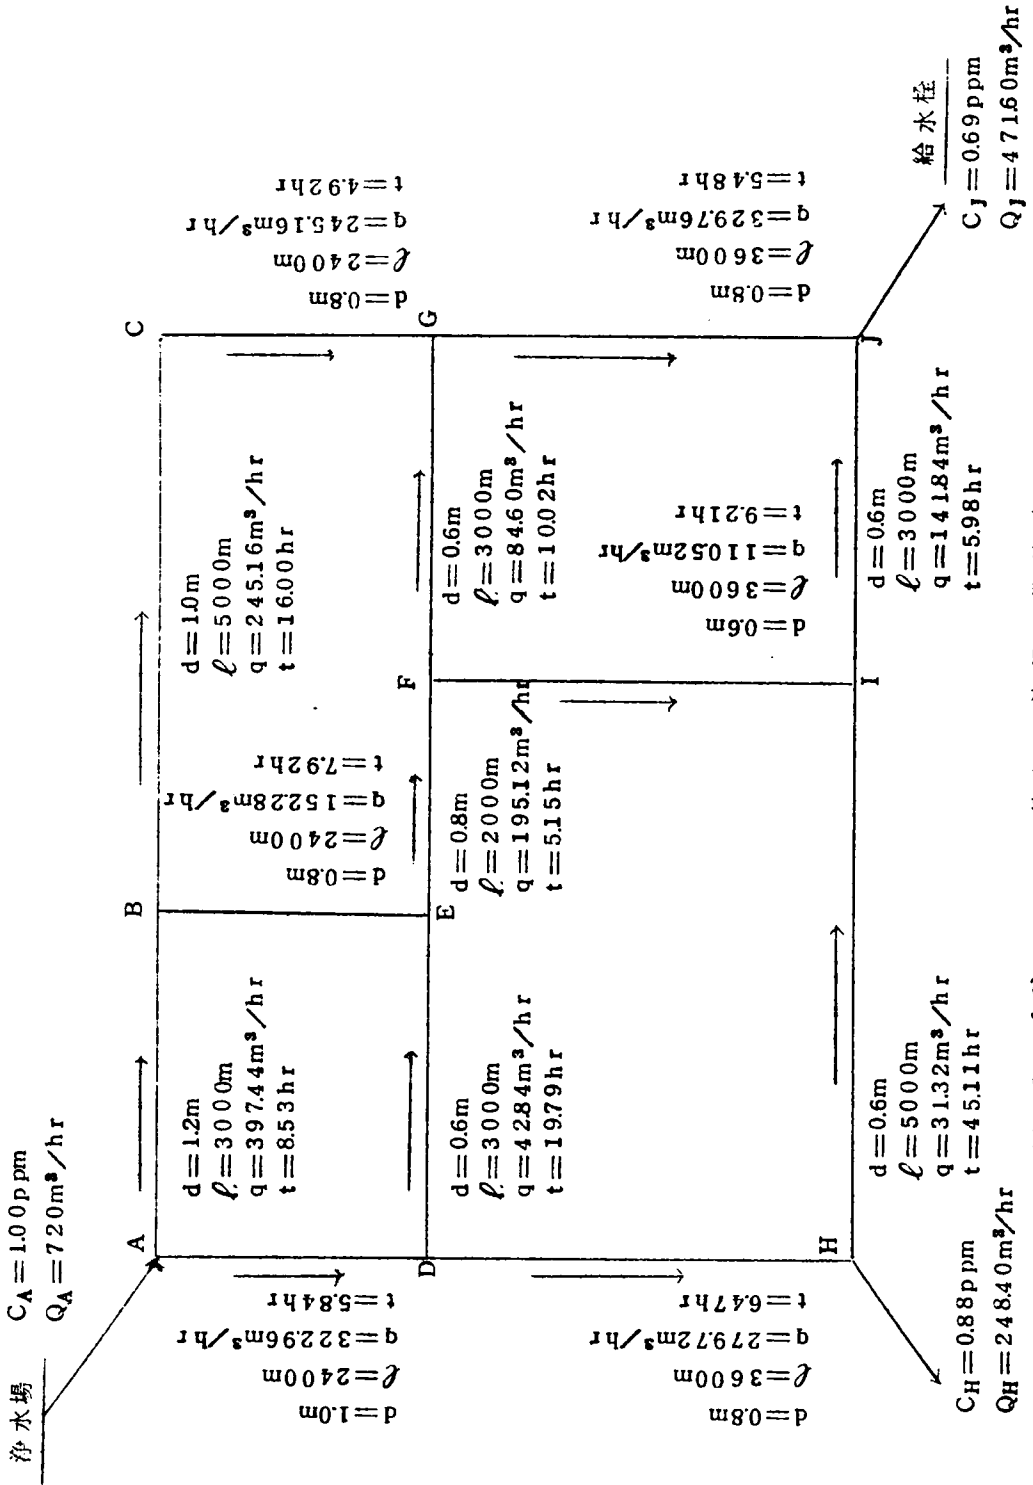 浄水場
C_A=1.00ppm
Q_A=720m³/hr
A
B
C
d=1.2m
ℓ=3000m
q=397.44m³/hr
t=8.53hr
d=1.0m
ℓ=5000m
q=245.16m³/hr
t=16.00hr
d=1.0m
ℓ=2400m
q=322.96m³/hr
t=5.84hr
d=0.8m
ℓ=2400m
q=152.28m³/hr
t=7.92hr
d=0.8m
ℓ=2400m
q=245.16m³/hr
t=4.92hr
D
E
F
G
d=0.6m
ℓ=3000m
q=42.84m³/hr
t=19.79hr
d=0.8m
ℓ=2000m
q=195.12m³/hr
t=5.15hr
d=0.6m
ℓ=3000m
q=84.60m³/hr
t=10.02hr
d=0.8m
ℓ=3600m
q=279.72m³/hr
t=6.47hr
d=0.6m
ℓ=3600m
q=110.52m³/hr
t=9.21hr
d=0.8m
ℓ=3600m
q=329.76m³/hr
t=5.48hr
H
I
J
d=0.6m
ℓ=5000m
q=31.32m³/hr
t=45.11hr
d=0.6m
ℓ=3000m
q=141.84m³/hr
t=5.98hr
C_H=0.88ppm
Q_H=248.40m³/hr
給水栓
C_J=0.69ppm
Q_J=471.60m³/hr